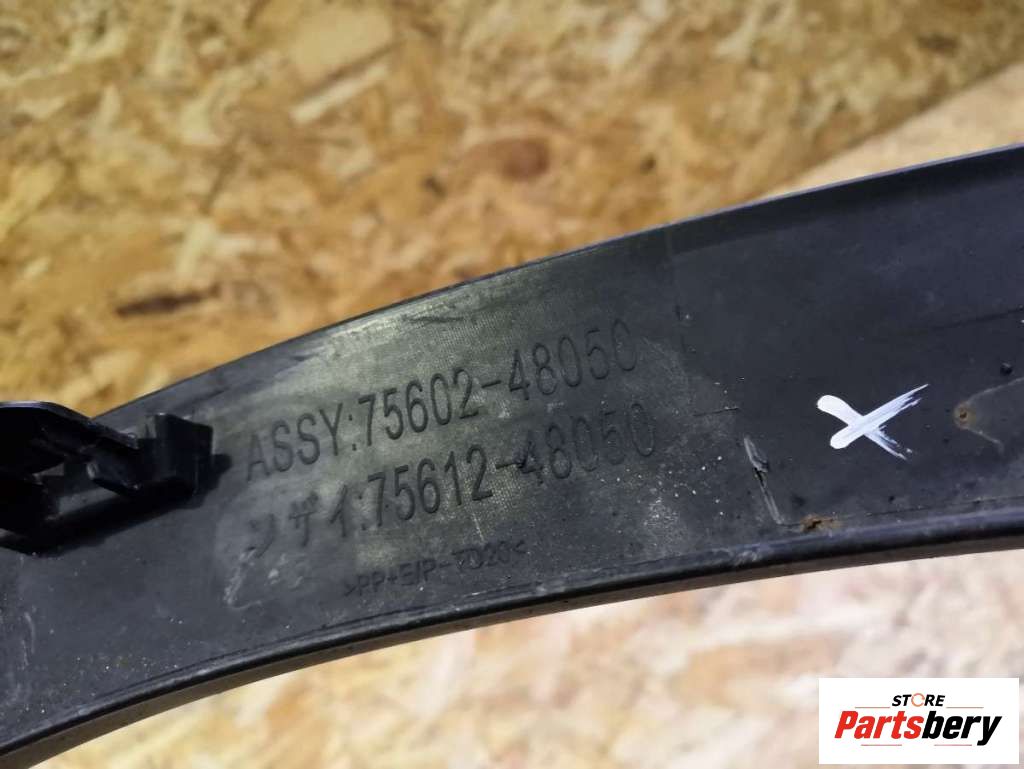 ASSY:75602-48050
ソザイ:75612-48050
>PP+E/P-TD20<
STORE
Partsbery